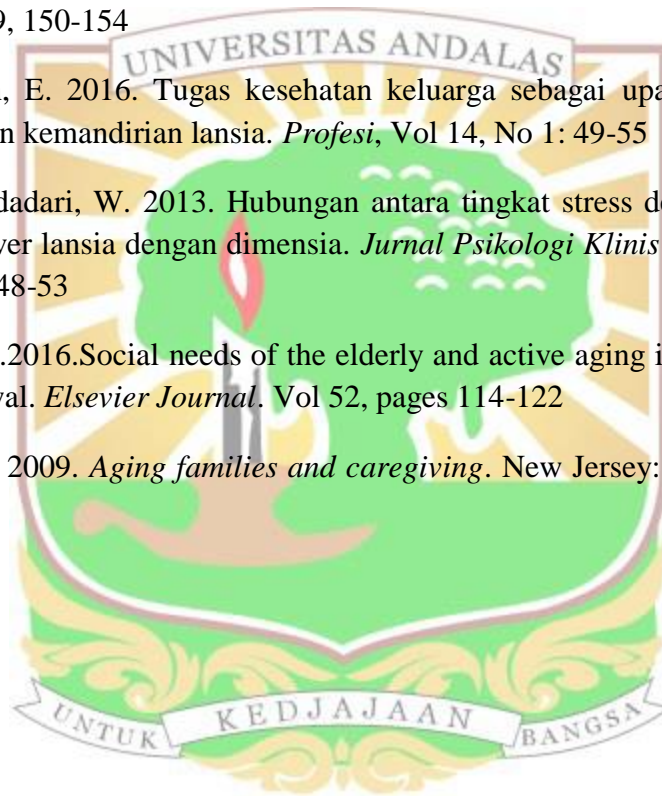 9, 150-154
UNIVERSITAS ANDALAS
, E. 2016. Tugas kesehatan keluarga sebagai upa
n kemandirian lansia. Profesi, Vol 14, No 1: 49-55
dadari, W. 2013. Hubungan antara tingkat stress de
ver lansia dengan dimensia. Jurnal Psikologi Klinis
48-53
.2016.Social needs of the elderly and active aging i
val. Elsevier Journal. Vol 52, pages 114-122
2009. Aging families and caregiving. New Jersey:
UNTUK KEDJAJAAN BANGSA